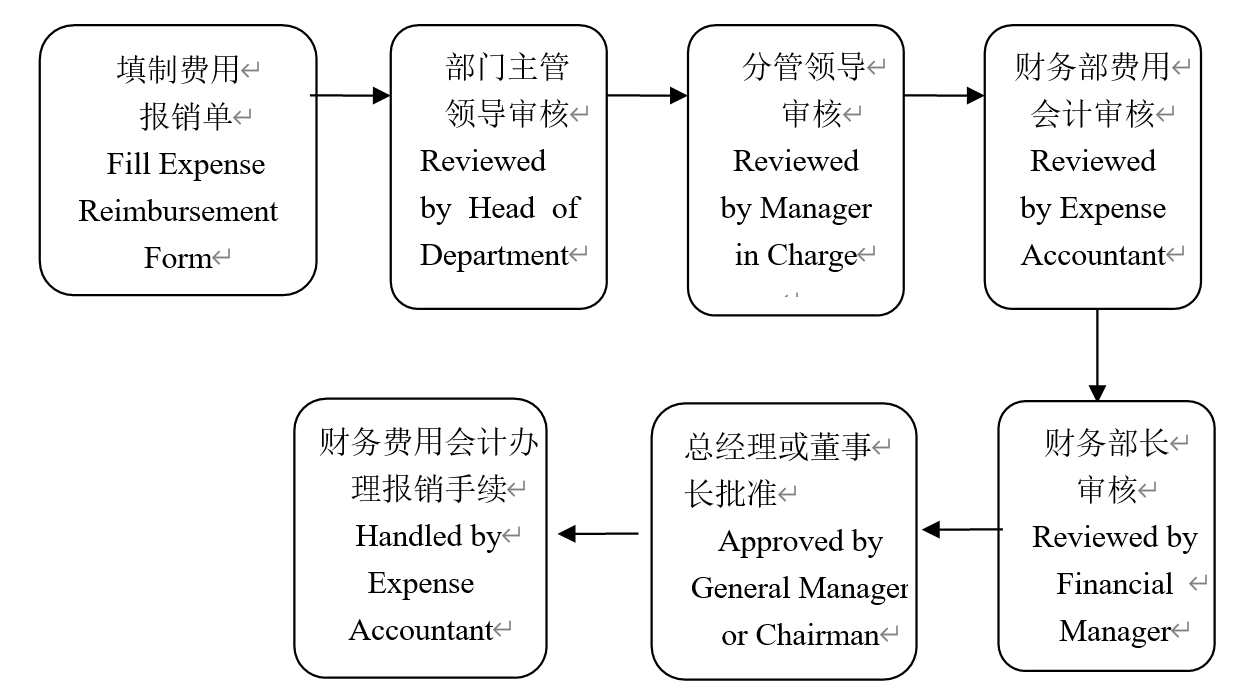 填制费用
报销单
Fill Expense
Reimbursement
Form
部门主管
领导审核
Reviewed
by Head of
Department
分管领导
审核
Reviewed
by Manager
in Charge
财务部费用
会计审核
Reviewed
by Expense
Accountant
财务部长
审核
Reviewed by
Financial
Manager
总经理或董事
长批准
Approved by
General Manager
or Chairman
财务费用会计办
理报销手续
Handled by
Expense
Accountant